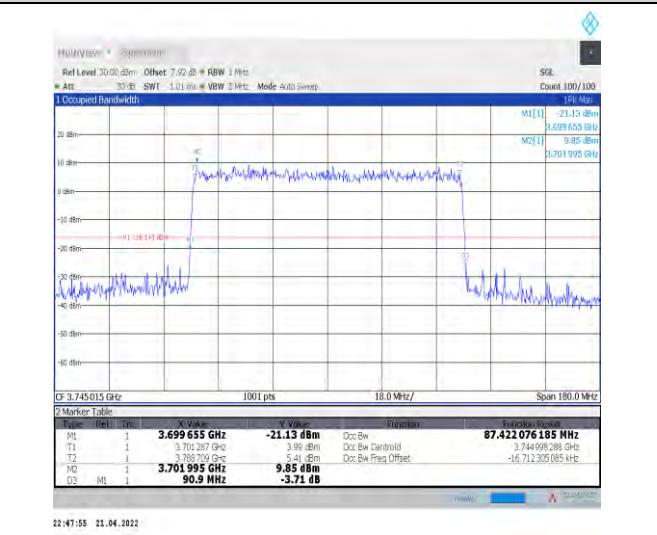 MultiView
Spectrum
Ref Level 30.00 dBm Offset 7.92 dB RBW 1 MHz SGL
Att 30 dB SWT 1.01 ms VBW 3 MHz Mode Auto Sweep Count 100/100
1 Occupied Bandwidth 1Pk Max
M1[1] -21.13 dBm
3.699 655 GHz
M2[1] 9.85 dBm
3.701 995 GHz
20 dBm
10 dBm
0 dBm
-10 dBm
-20 dBm
-30 dBm
-40 dBm
-50 dBm
-60 dBm
M2
CF 3.745015 GHz 1001 pts 18.0 MHz/ Span 180.0 MHz
2 Marker Table
Type Ref Trc X-Value Y-Value Function Function Result
M1 1 3.699 655 GHz -21.13 dBm Occ Bw 87.422 076 185 MHz
T1 1 3.701 287 GHz 3.99 dBm Occ Bw Centroid 3.744 998 288 GHz
T2 1 3.788 709 GHz 5.41 dBm Occ Bw Freq Offset -16.712 305 085 kHz
M2 1 3.701 995 GHz 9.85 dBm
D3 M1 1 90.9 MHz -3.71 dB
22:47:55 21.04.2022